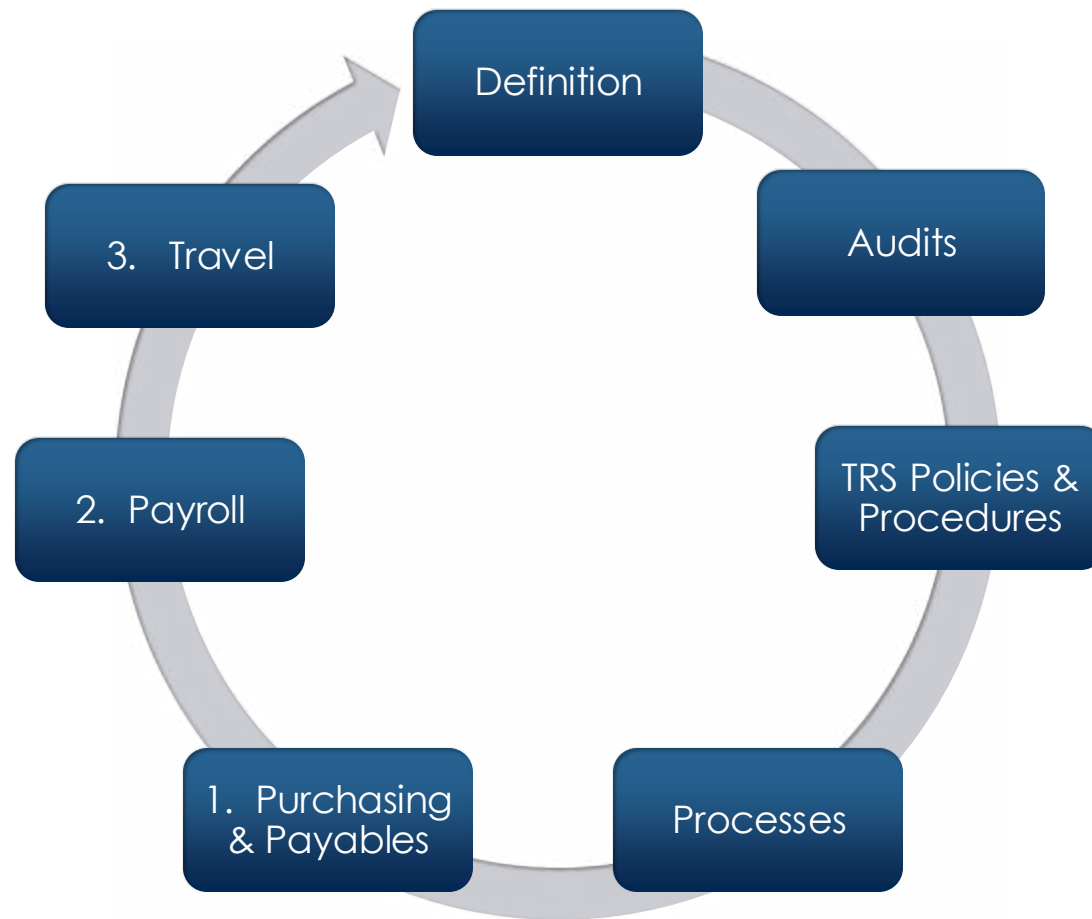 Definition
Audits
TRS Policies &
Procedures
Processes
1. Purchasing
& Payables
2. Payroll
3. Travel